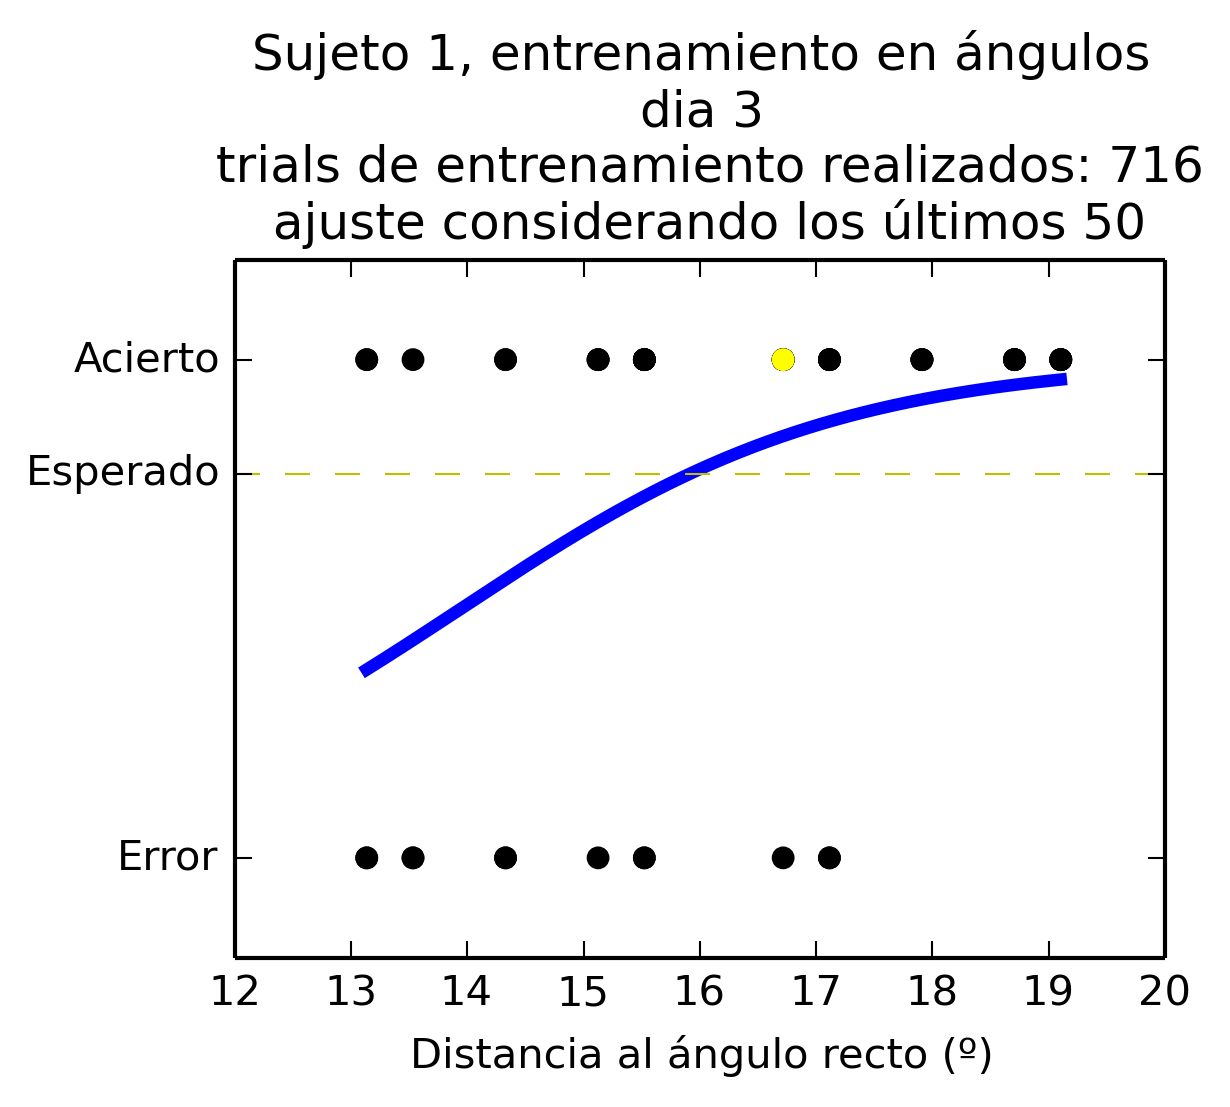 Sujeto 1, entrenamiento en ángulos
dia 3
trials de entrenamiento realizados: 716
ajuste considerando los últimos 50
Acierto
Esperado
Error
12 13 14 15 16 17 18 19 20
Distancia al ángulo recto (º)